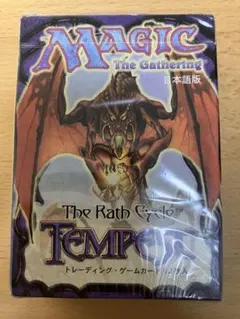 MAGIC
The Gathering
日本語版
The Rath Cycle
TEMPE
トレーディング・ゲームカード